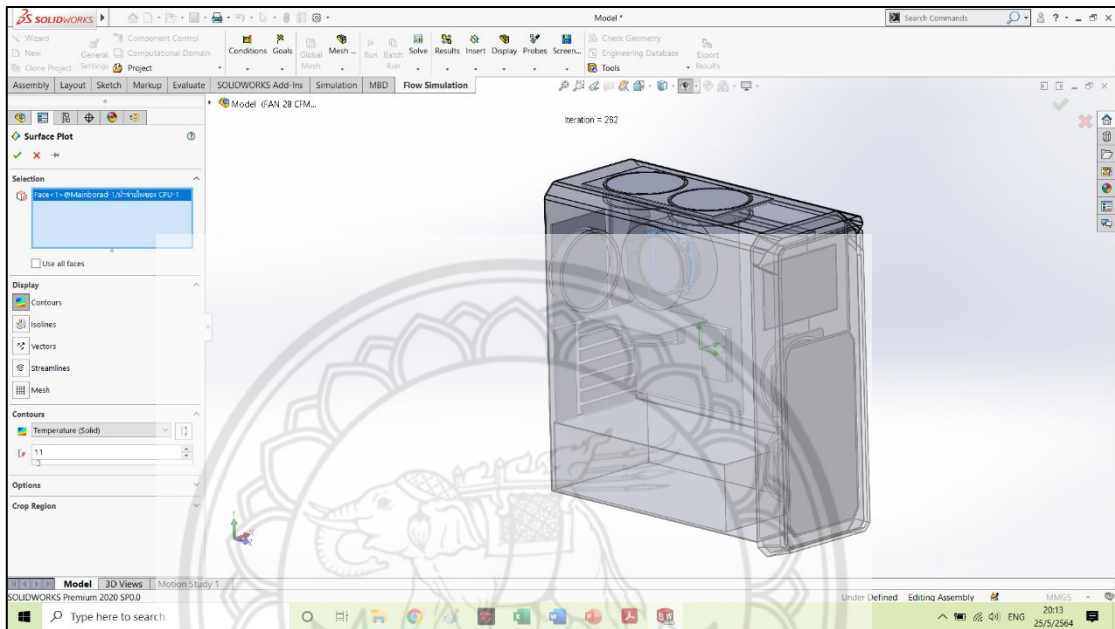 SOLIDWORKS
Model *
Search Commands
Wizard
New
Clone Project
General Settings
Component Control
Computational Domain
Project
Conditions
Goals
Global Mesh
Mesh ...
Run
Batch Run
Solve
Results
Insert
Display
Probes
Screen...
Check Geometry
Engineering Database
Tools
Export Results
Assembly
Layout
Sketch
Markup
Evaluate
SOLIDWORKS Add-Ins
Simulation
MBD
Flow Simulation
Model (FAN 28 CFM...
Iteration = 262
Surface Plot
Selection
Face<1>@Mainborad-1/ฝาจ่ายไฟของ CPU-1
Use all faces
Display
Contours
Isolines
Vectors
Streamlines
Mesh
Contours
Temperature (Solid)
11
Options
Crop Region
Model
3D Views
Motion Study 1
SOLIDWORKS Premium 2020 SP0.0
Under Defined
Editing Assembly
MMGS
Type here to search
ENG
20:13
25/5/2564